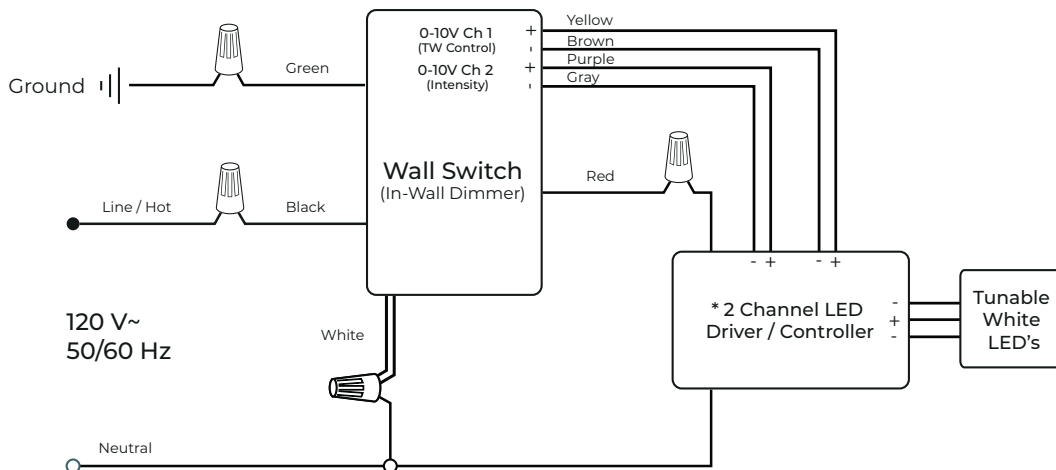 Yellow
0-10V Ch 1 +
(TW Control) -
Brown
Purple
0-10V Ch 2 +
(Intensity) -
Gray
Ground
Green
Wall Switch
(In-Wall Dimmer)
Red
Line / Hot
Black
- + - +
* 2 Channel LED
Driver / Controller
-
+
-
Tunable
White
LED's
120 V~
50/60 Hz
White
Neutral